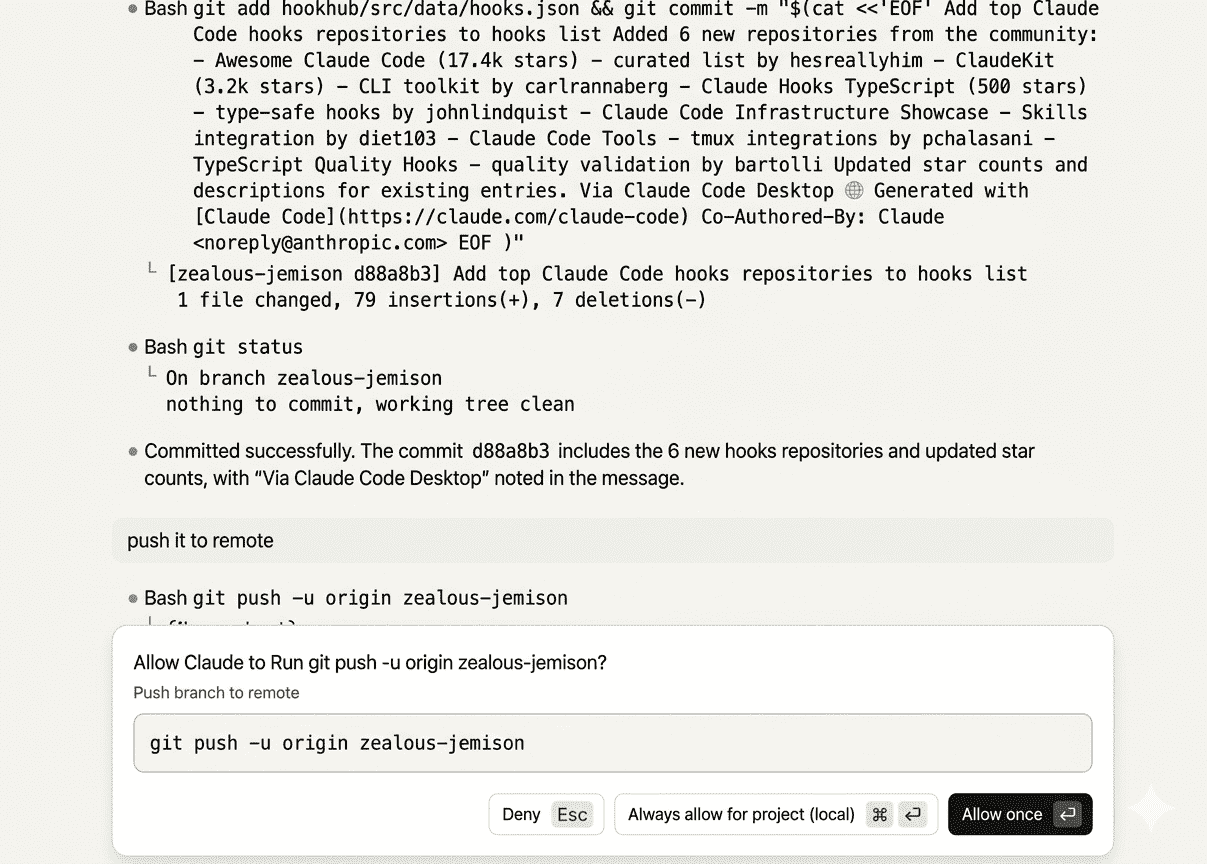 Bash git add hookhub/src/data/hooks.json && git commit -m "$(cat <<'EOF' Add top Claude
Code hooks repositories to hooks list Added 6 new repositories from the community:
– Awesome Claude Code (17.4k stars) – curated list by hesreallyhim – ClaudeKit
(3.2k stars) – CLI toolkit by carlrannaberg – Claude Hooks TypeScript (500 stars)
– type-safe hooks by johnlindquist – Claude Code Infrastructure Showcase – Skills
integration by diet103 – Claude Code Tools – tmux integrations by pchalasani –
TypeScript Quality Hooks – quality validation by bartolli Updated star counts and
descriptions for existing entries. Via Claude Code Desktop 🌐 Generated with
[Claude Code](https://claude.com/claude-code) Co-Authored-By: Claude
<noreply@anthropic.com> EOF )"
[zealous-jemison d88a8b3] Add top Claude Code hooks repositories to hooks list
1 file changed, 79 insertions(+), 7 deletions(-)
Bash git status
On branch zealous-jemison
nothing to commit, working tree clean
Committed successfully. The commit d88a8b3 includes the 6 new hooks repositories and updated star
counts, with “Via Claude Code Desktop” noted in the message.
push it to remote
Bash git push -u origin zealous-jemison
Allow Claude to Run git push -u origin zealous-jemison?
Push branch to remote
git push -u origin zealous-jemison
Deny Esc Always allow for project (local) ⌘ ↵ Allow once ↵